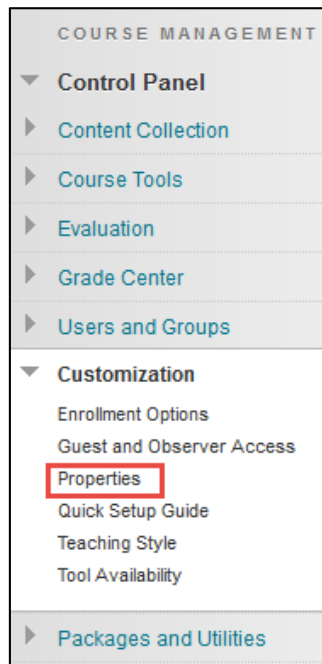 COURSE MANAGEMENT
Control Panel
Content Collection
Course Tools
Evaluation
Grade Center
Users and Groups
Customization
Enrollment Options
Guest and Observer Access
Properties
Quick Setup Guide
Teaching Style
Tool Availability
Packages and Utilities